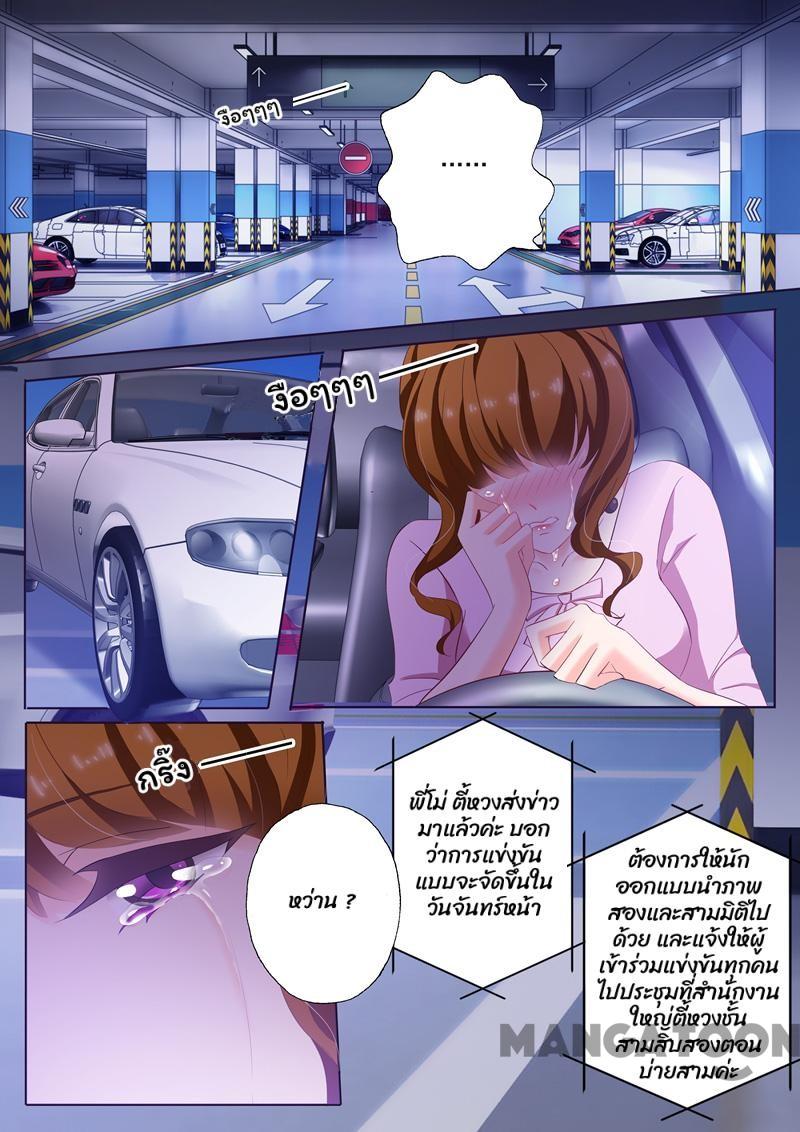 งือๆๆๆ
......
งือๆๆๆ
กริ๊ง
หว่าน ?
พี่โม่ ตี้หวงส่งข่าว
มาแล้วค่ะ บอก
ว่าการแข่งขัน
แบบจะจัดขึ้นใน
วันจันทร์หน้า
ต้องการให้นัก
ออกแบบนำภาพ
สองและสามมิติไป
ด้วย และแจ้งให้ผู้
เข้าร่วมแข่งขันทุกคน
ไปประชุมที่สำนักงาน
ใหญ่ตี้หวงชั้น
สามสิบสองตอน
บ่ายสามค่ะ
MANGATOON